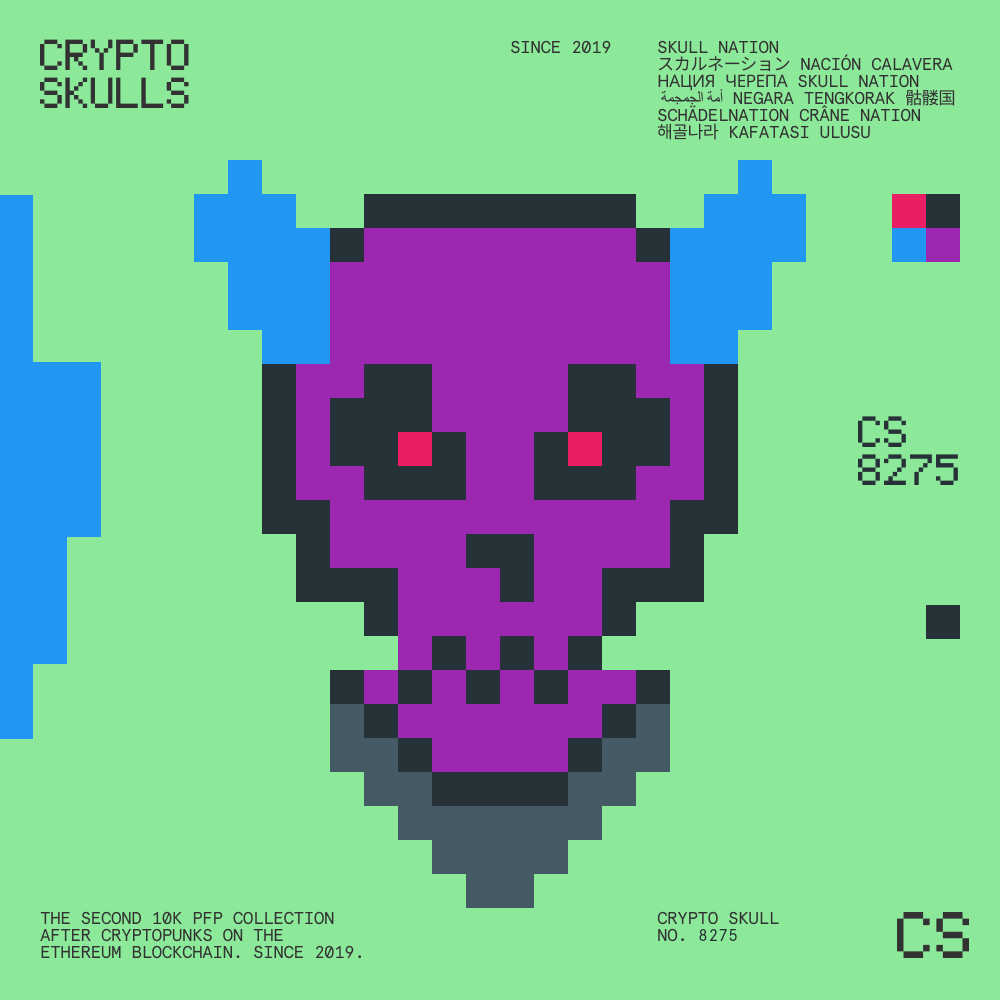 CRYPTO
SKULLS
SINCE 2019
SKULL NATION
スカルネーション NACIÓN CALAVERA
НАЦИЯ ЧЕРЕПА SKULL NATION
أمة الجمجمة NEGARA TENGKORAK 骷髅国
SCHÄDELNATION CRÂNE NATION
해골나라 KAFATASI ULUSU
CS
8275
THE SECOND 10K PFP COLLECTION
AFTER CRYPTOPUNKS ON THE
ETHEREUM BLOCKCHAIN. SINCE 2019.
CRYPTO SKULL
NO. 8275
CS